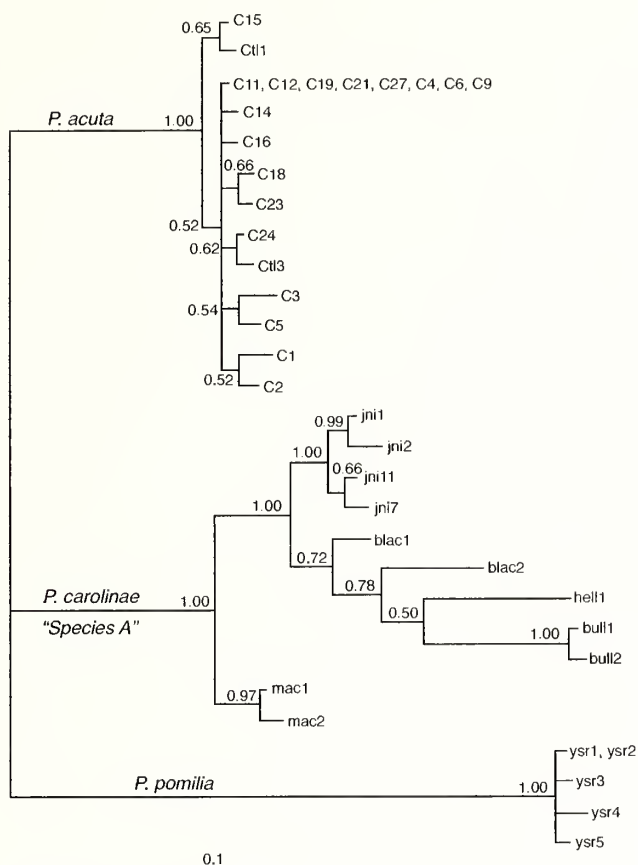 0.65
C15
Ctl1
C11, C12, C19, C21, C27, C4, C6, C9
P. acuta
1.00
C14
C16
0.66
C18
C23
0.52
C24
0.62
Ctl3
C3
0.54
C5
C1
0.52
C2
jni1
0.99
jni2
1.00
0.66
jni11
jni7
1.00
blac1
0.72
blac2
0.78
P. carolinae
1.00
hell1
0.50
"Species A"
bull1
1.00
bull2
0.97
mac1
mac2
ysr1, ysr2
P. pomilia
1.00
ysr3
ysr4
ysr5
0.1